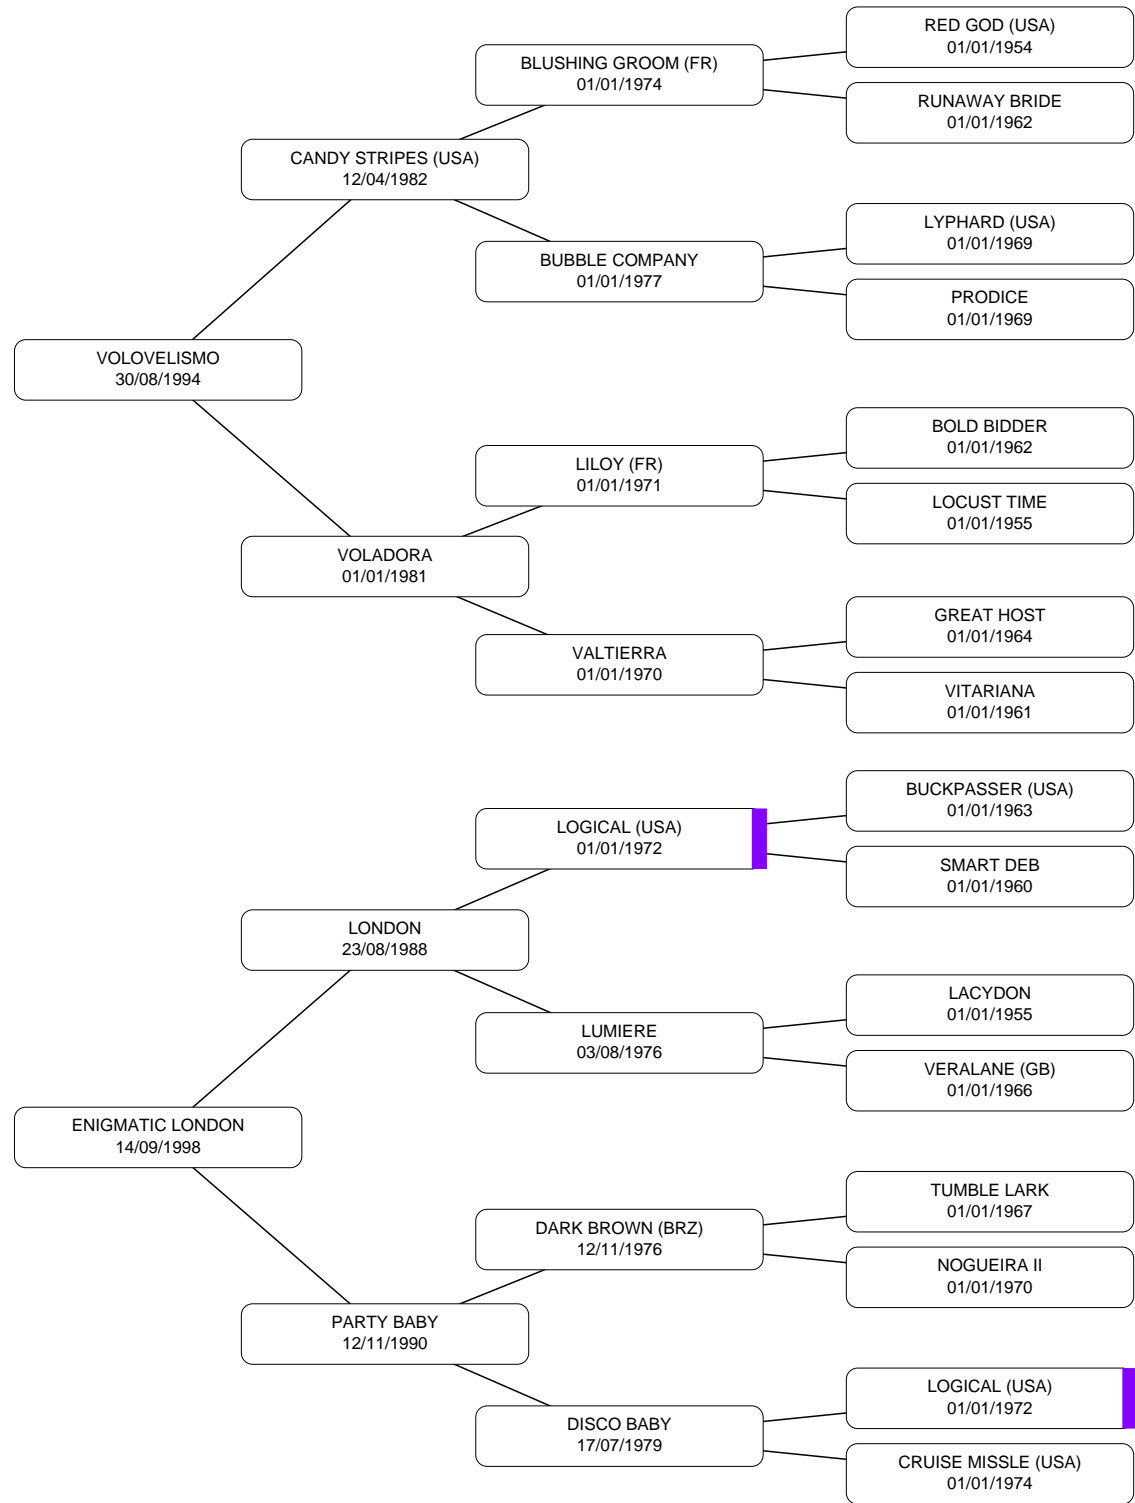 RED GOD (USA)
01/01/1954
BLUSHING GROOM (FR)
01/01/1974
RUNAWAY BRIDE
01/01/1962
CANDY STRIPES (USA)
12/04/1982
LYPHARD (USA)
01/01/1969
BUBBLE COMPANY
01/01/1977
PRODICE
01/01/1969
VOLOVELISMO
30/08/1994
BOLD BIDDER
01/01/1962
LILOY (FR)
01/01/1971
LOCUST TIME
01/01/1955
VOLADORA
01/01/1981
GREAT HOST
01/01/1964
VALTIERRA
01/01/1970
VITARIANA
01/01/1961
BUCKPASSER (USA)
01/01/1963
LOGICAL (USA)
01/01/1972
SMART DEB
01/01/1960
LONDON
23/08/1988
LACYDON
01/01/1955
LUMIERE
03/08/1976
VERALANE (GB)
01/01/1966
ENIGMATIC LONDON
14/09/1998
TUMBLE LARK
01/01/1967
DARK BROWN (BRZ)
12/11/1976
NOGUEIRA II
01/01/1970
PARTY BABY
12/11/1990
LOGICAL (USA)
01/01/1972
DISCO BABY
17/07/1979
CRUISE MISSLE (USA)
01/01/1974